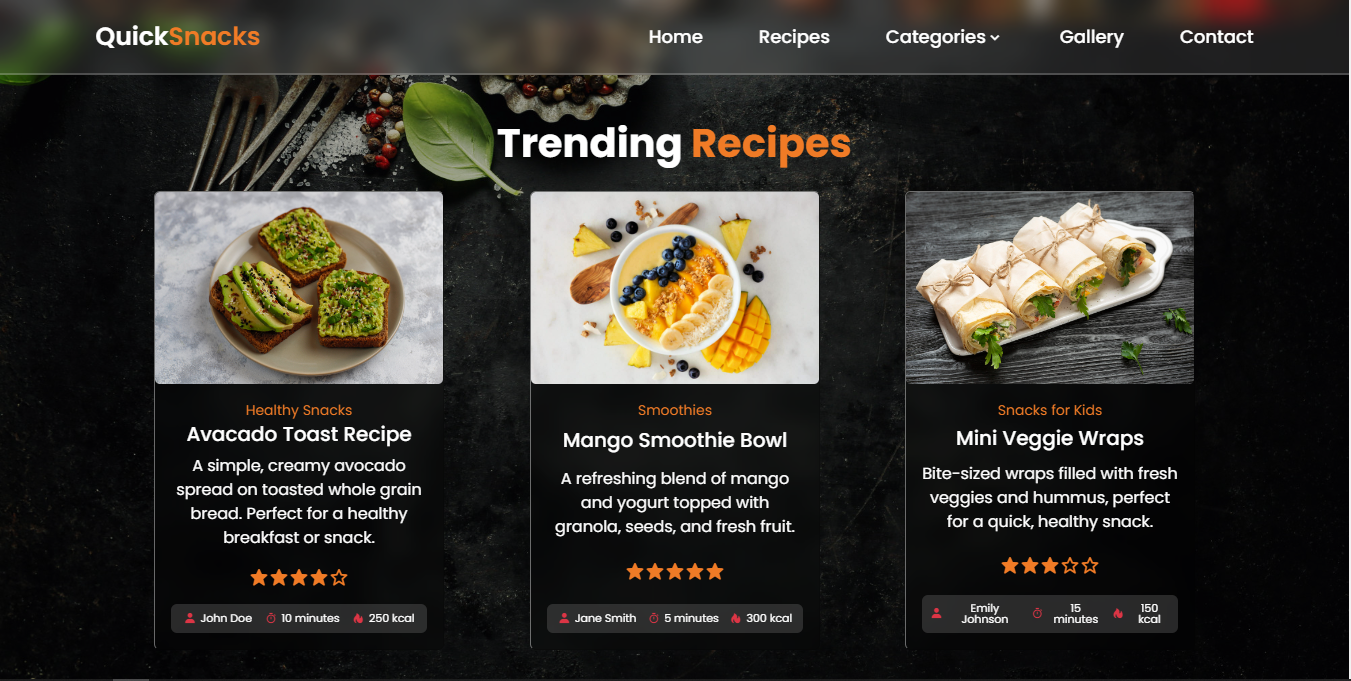 QuickSnacks
Home Recipes Categories Gallery Contact
Trending Recipes
Healthy Snacks
Avacado Toast Recipe
A simple, creamy avocado
spread on toasted whole grain
bread. Perfect for a healthy
breakfast or snack.
John Doe 10 minutes 250 kcal
Smoothies
Mango Smoothie Bowl
A refreshing blend of mango
and yogurt topped with
granola, seeds, and fresh fruit.
Jane Smith 5 minutes 300 kcal
Snacks for Kids
Mini Veggie Wraps
Bite-sized wraps filled with fresh
veggies and hummus, perfect
for a quick, healthy snack.
Emily 15 150
Johnson minutes kcal